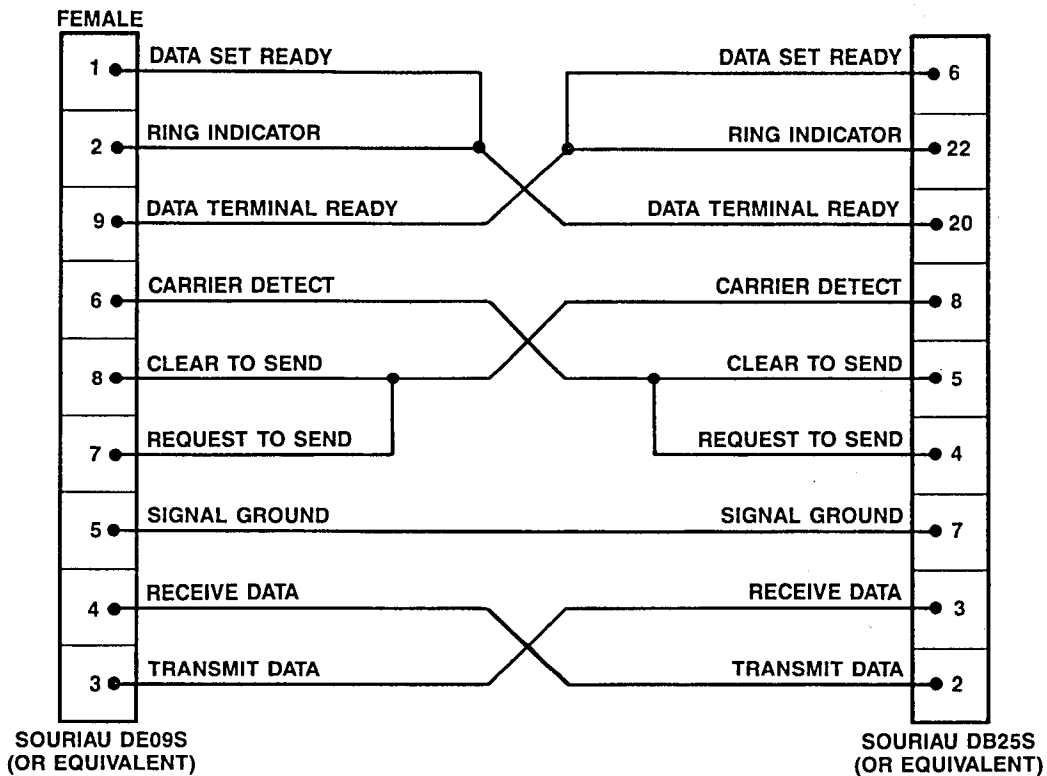 FEMALE
1 DATA SET READY DATA SET READY 6
2 RING INDICATOR RING INDICATOR 22
9 DATA TERMINAL READY DATA TERMINAL READY 20
6 CARRIER DETECT CARRIER DETECT 8
8 CLEAR TO SEND CLEAR TO SEND 5
7 REQUEST TO SEND REQUEST TO SEND 4
5 SIGNAL GROUND SIGNAL GROUND 7
4 RECEIVE DATA RECEIVE DATA 3
3 TRANSMIT DATA TRANSMIT DATA 2
SOURIAU DE09S
(OR EQUIVALENT)
SOURIAU DB25S
(OR EQUIVALENT)